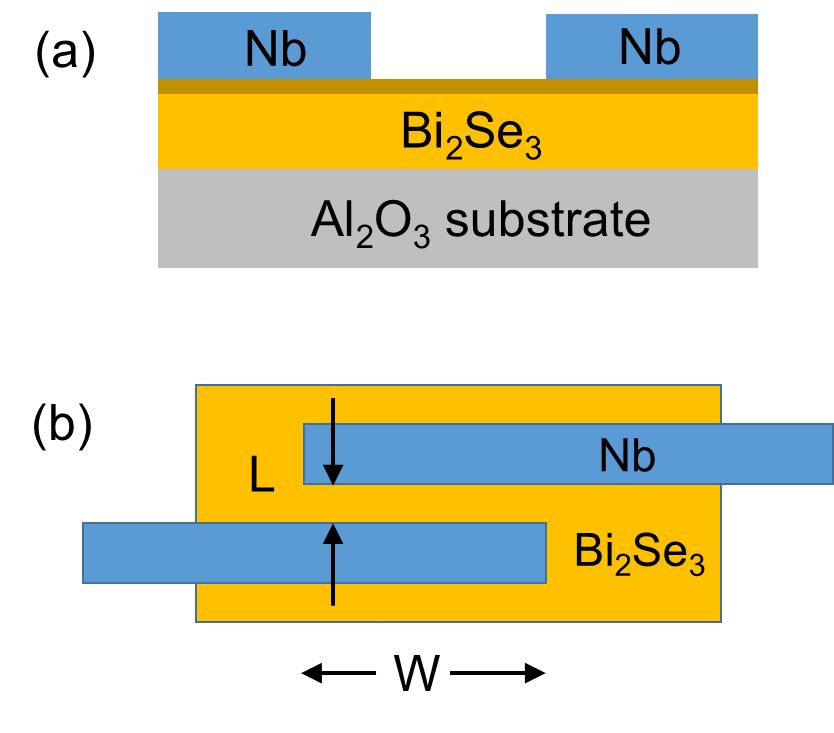 (a)
Nb Nb
Bi₂Se₃
Al₂O₃ substrate
(b)
Nb
L
Bi₂Se₃
W